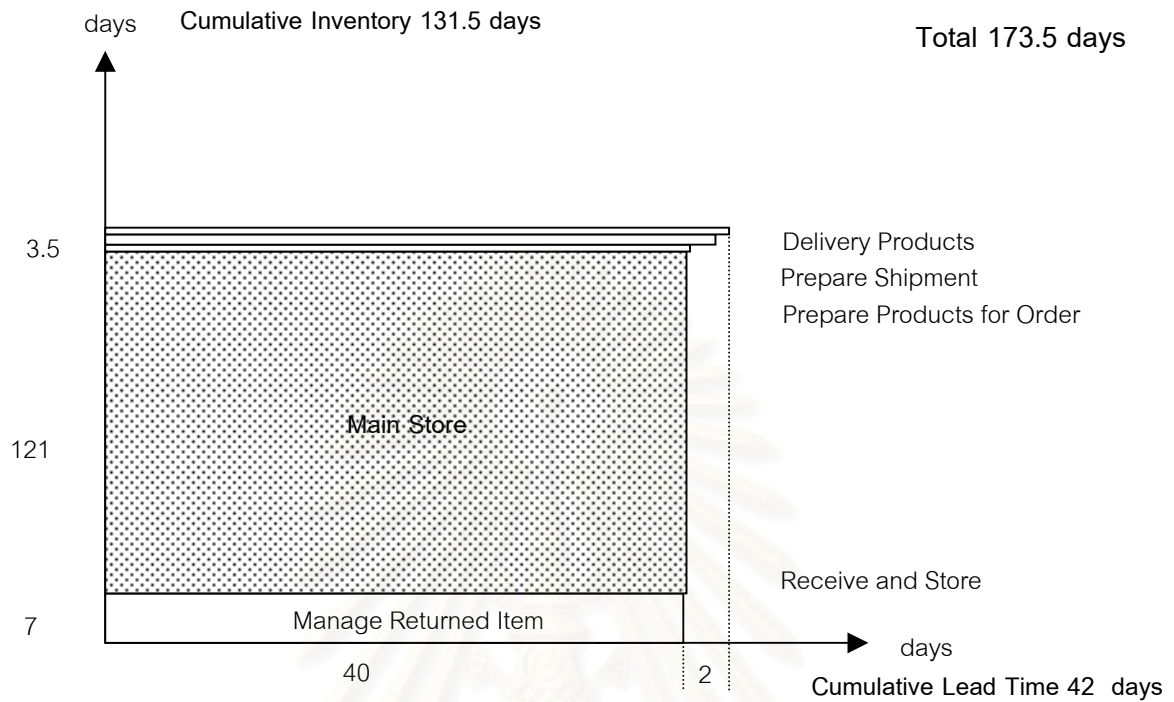 days
Cumulative Inventory 131.5 days
Total 173.5 days
3.5
Delivery Products
Prepare Shipment
Prepare Products for Order
Main Store
121
Receive and Store
7
Manage Returned Item
days
40
2
Cumulative Lead Time 42 days